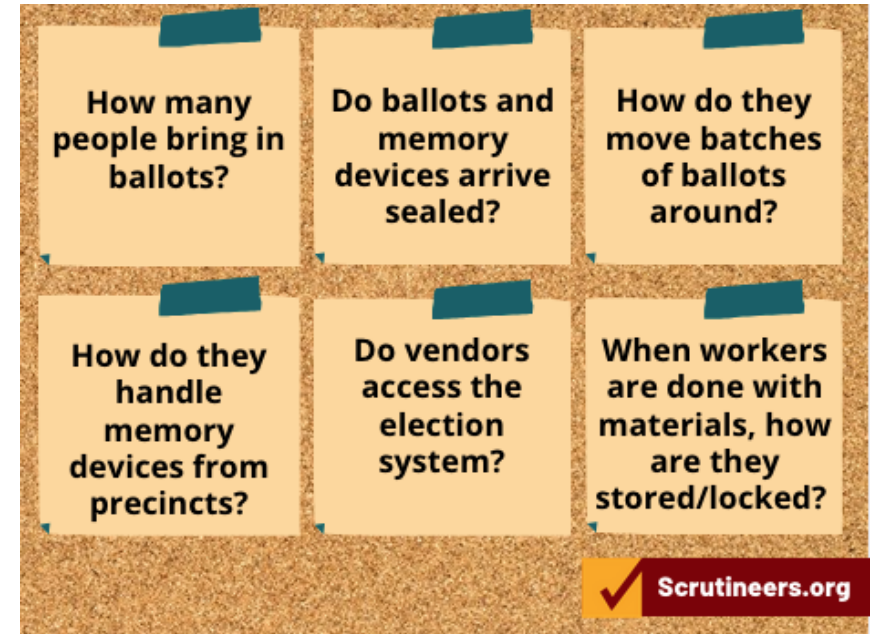 How many
people bring in
ballots?
Do ballots and
memory
devices arrive
sealed?
How do they
move batches
of ballots
around?
How do they
handle
memory
devices from
precincts?
Do vendors
access the
election
system?
When workers
are done with
materials, how
are they
stored/locked?
Scrutineers.org